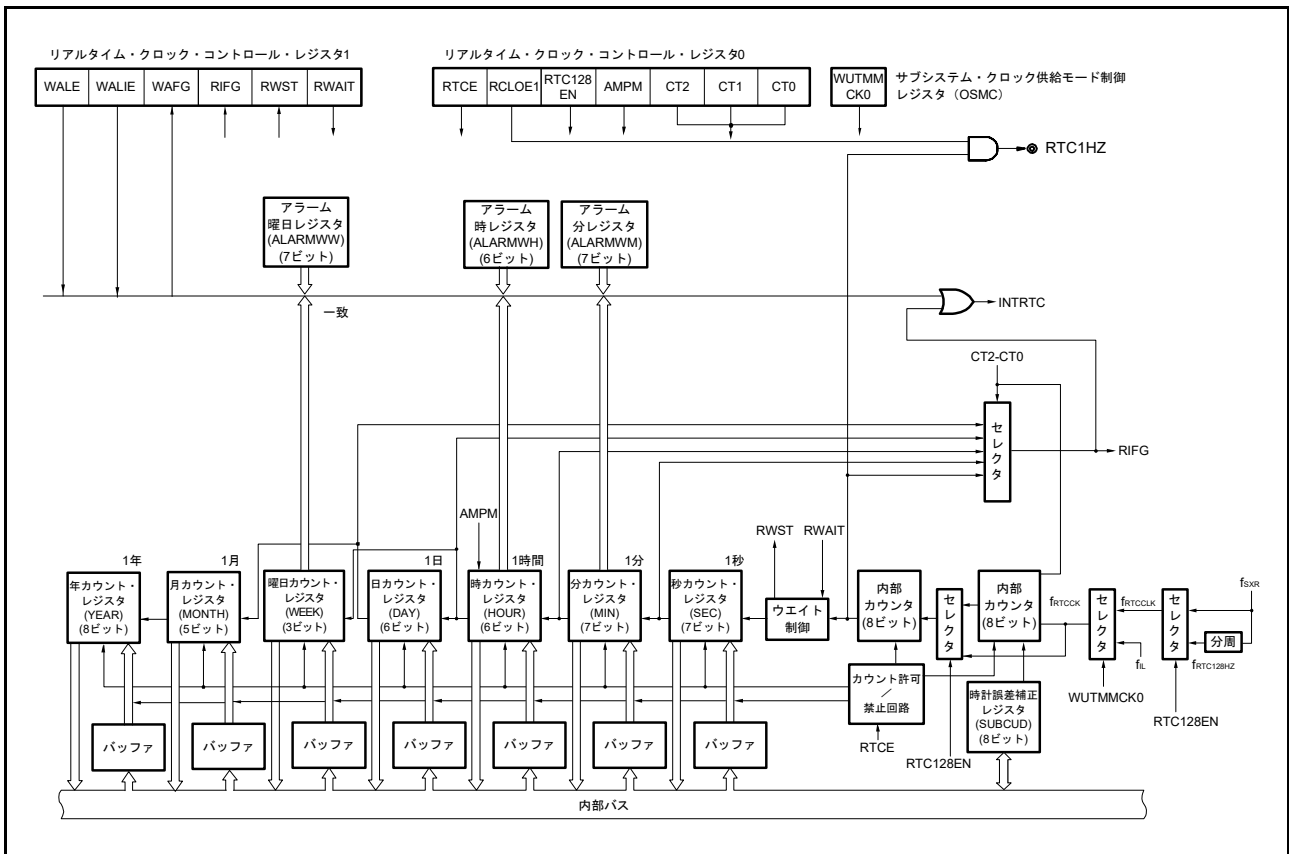 リアルタイム・クロック・コントロール・レジスタ1
WALE WALIE WAFG RIFG RWST RWAIT
リアルタイム・クロック・コントロール・レジスタ0
RTCE RCLOE1 RTC128
EN AMPM CT2 CT1 CT0
WUTMM
CK0
サブシステム・クロック供給モード制御
レジスタ（OSMC）
RTC1HZ
アラーム
曜日レジスタ
(ALARMWW)
(7ビット)
アラーム
時レジスタ
(ALARMWH)
(6ビット)
アラーム
分レジスタ
(ALARMWM)
(7ビット)
一致
INTRTC
CT2-CT0
セレクタ
RIFG
AMPM
RWST
RWAIT
1年
1月
1日
1時間
1分
1秒
年カウント・
レジスタ
(YEAR)
(8ビット)
月カウント・
レジスタ
(MONTH)
(5ビット)
曜日カウント・
レジスタ
(WEEK)
(3ビット)
日カウント・
レジスタ
(DAY)
(6ビット)
時カウント・
レジスタ
(HOUR)
(6ビット)
分カウント・
レジスタ
(MIN)
(7ビット)
秒カウント・
レジスタ
(SEC)
(7ビット)
ウエイト
制御
内部
カウンタ
(8ビット)
セレクタ
内部
カウンタ
(8ビット)
fRTCCK
セレクタ
fRTCCLK
fIL
セレクタ
fSXR
分周
fRTC128HZ
WUTMMCK0
RTC128EN
カウント許可
／
禁止回路
RTCE
RTC128EN
時計誤差補正
レジスタ
(SUBCUD)
(8ビット)
バッファ
バッファ
バッファ
バッファ
バッファ
バッファ
バッファ
内部バス